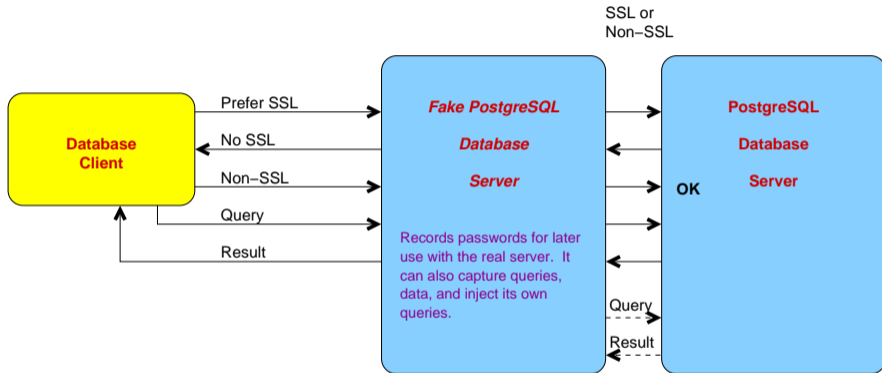 SSL or
Non−SSL
Prefer SSL
No SSL
Non−SSL
Query
Result
Database
Client
Fake PostgreSQL
Database
Server
Records passwords for later
use with the real server. It
can also capture queries,
data, and inject its own
queries.
PostgreSQL
Database
Server
OK
Query
Result